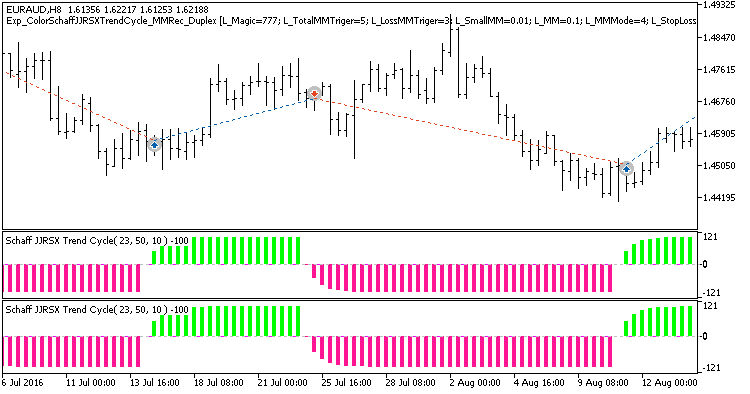 EURAUD,H8 1.61356 1.62217 1.61253 1.62188
Exp_ColorSchaffJJRSXTrendCycle_MMRec_Duplex [L_Magic=777; L_TotalMMTriger=5; L_LossMMTriger=3; L_SmallMM=0.01; L_MM=0.1; L_MMMode=4; L_StopLoss
1.49325
1.48470
1.47615
1.46760
1.45905
1.45050
1.44195
Schaff JJRSX Trend Cycle( 23, 50, 10 ) -100
121
0
-121
Schaff JJRSX Trend Cycle( 23, 50, 10 ) -100
121
0
-121
6 Jul 2016 11 Jul 00:00 13 Jul 16:00 18 Jul 08:00 21 Jul 00:00 25 Jul 16:00 28 Jul 08:00 2 Aug 00:00 4 Aug 16:00 9 Aug 08:00 12 Aug 00:00